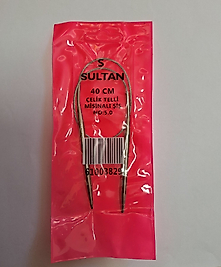 S
SULTAN
40 CM
ÇELİK TELLİ
MİSİNALI ŞİŞ
NO:5,0